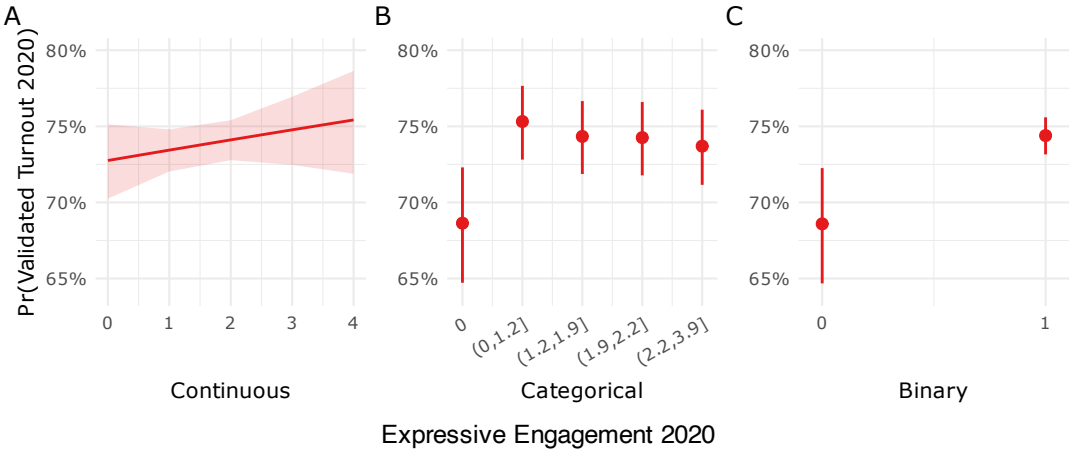 A
B
C
Pr(Validated Turnout 2020)
80%
75%
70%
65%
0 1 2 3 4
Continuous
80%
75%
70%
65%
0
(0,1.2]
(1.2,1.9]
(1.9,2.2]
(2.2,3.9]
Categorical
80%
75%
70%
65%
0 1
Binary
Expressive Engagement 2020